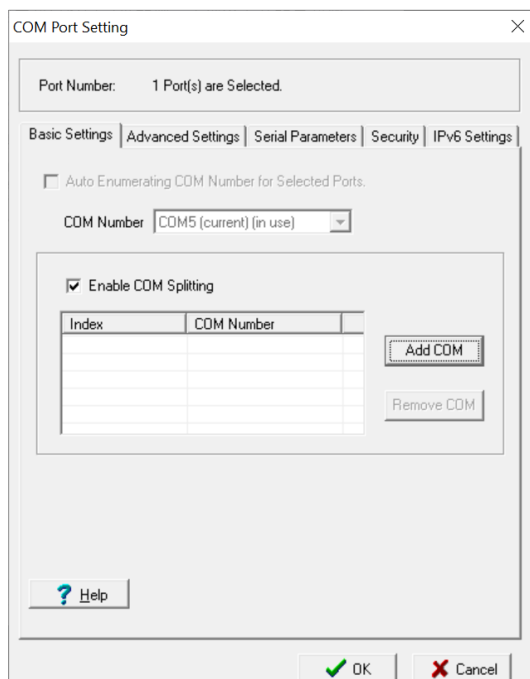 COM Port Setting
Port Number: 1 Port(s) are Selected.
Basic Settings Advanced Settings Serial Parameters Security IPv6 Settings
Auto Enumerating COM Number for Selected Ports.
COM Number COM5 (current) (in use)
Enable COM Splitting
Index COM Number
Add COM
Remove COM
? Help
OK Cancel